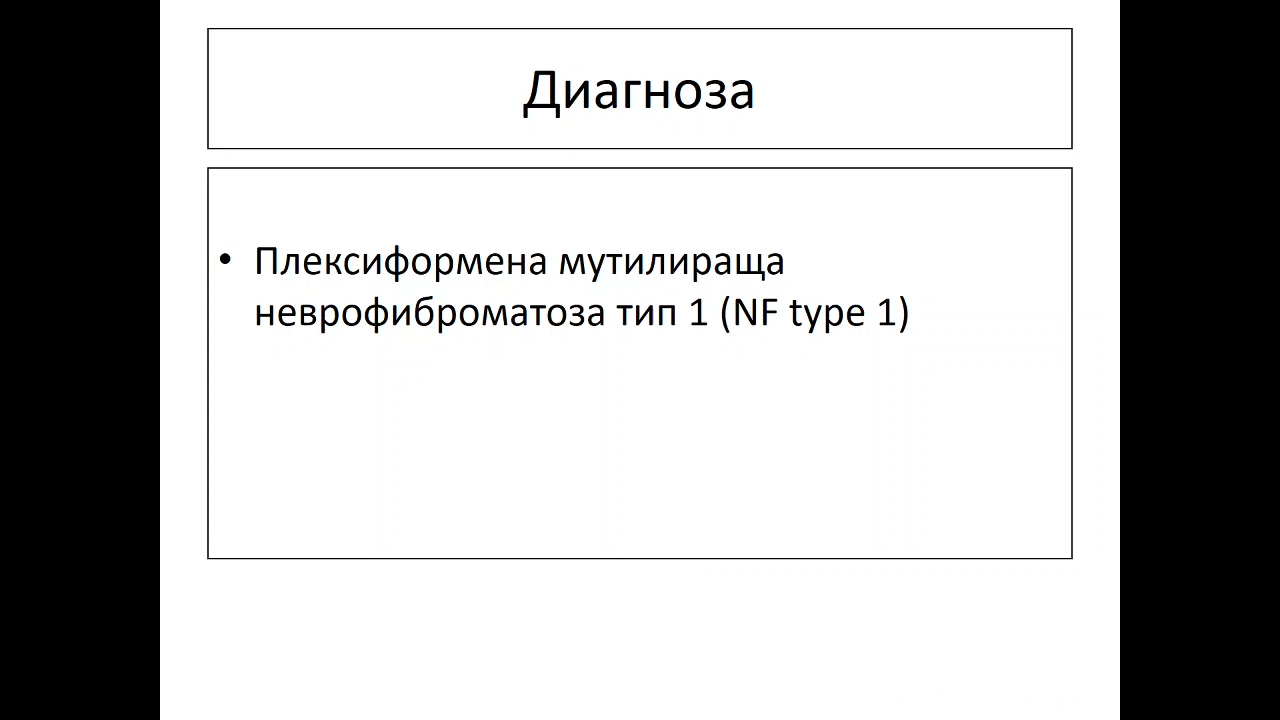 Диагноза
• Плексиформена мутилираща
неврофиброматоза тип 1 (NF type 1)